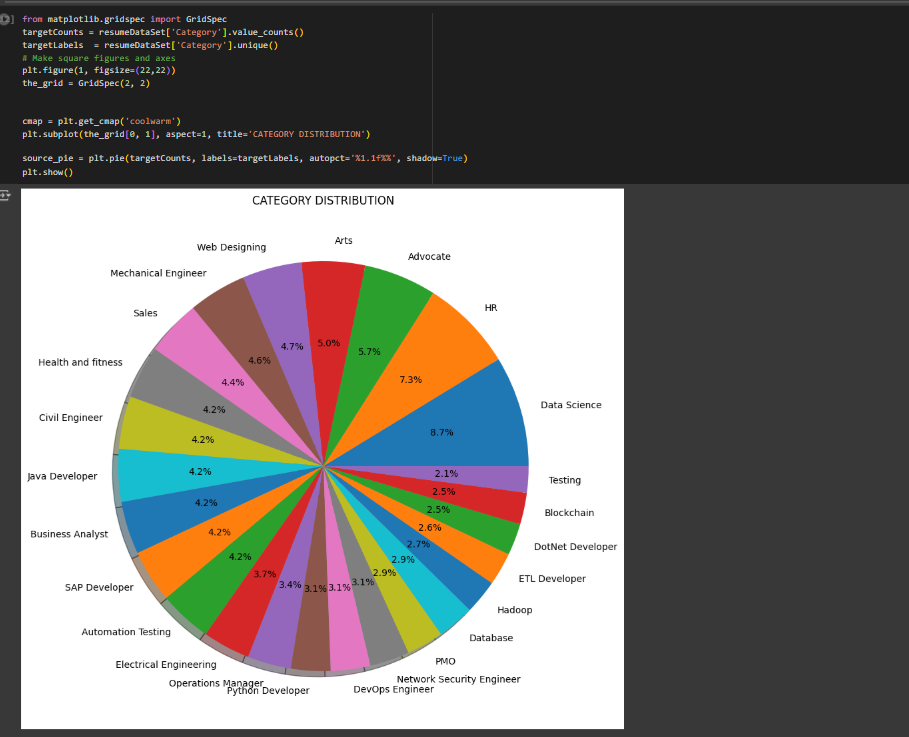 from matplotlib.gridspec import GridSpec
targetCounts = resumeDataSet['Category'].value_counts()
targetLabels  = resumeDataSet['Category'].unique()
# Make square figures and axes
plt.figure(1, figsize=(22,22))
the_grid = GridSpec(2, 2)
cmap = plt.get_cmap('coolwarm')
plt.subplot(the_grid[0, 1], aspect=1, title='CATEGORY DISTRIBUTION')
source_pie = plt.pie(targetCounts, labels=targetLabels, autopct='%1.1f%%', shadow=True)
plt.show()
CATEGORY DISTRIBUTION
Data Science
8.7%
HR
7.3%
Advocate
5.7%
Arts
5.0%
Web Designing
4.7%
Mechanical Engineer
4.6%
Sales
4.4%
Health and fitness
4.2%
Civil Engineer
4.2%
Java Developer
4.2%
Business Analyst
4.2%
SAP Developer
4.2%
Automation Testing
4.2%
Electrical Engineering
3.7%
Operations Manager
3.4%
Python Developer
3.1%
DevOps Engineer
3.1%
Network Security Engineer
3.1%
PMO
2.9%
Database
2.9%
Hadoop
2.7%
ETL Developer
2.6%
DotNet Developer
2.5%
Blockchain
2.5%
Testing
2.1%